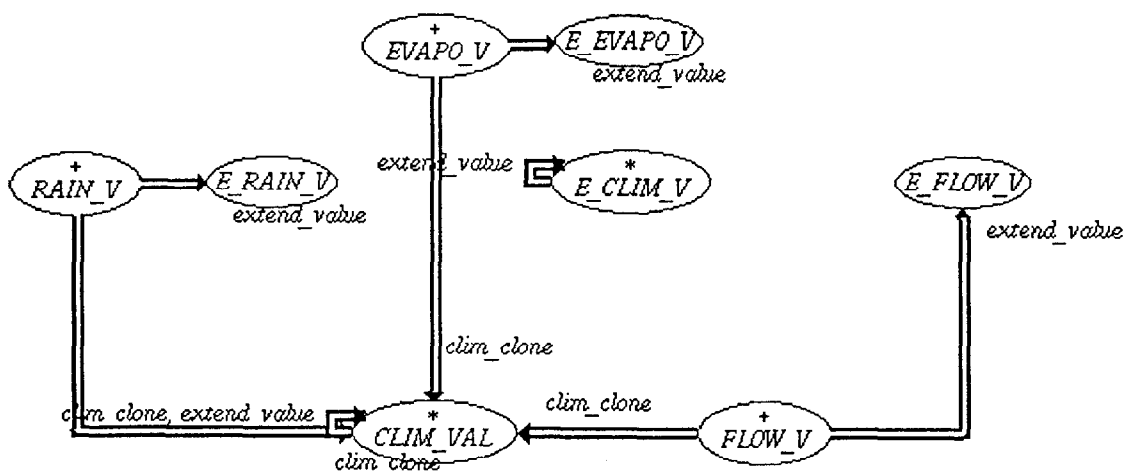 +
EVAPO_V
E_EVAPO_V
extend_value
+
RAIN_V
E_RAIN_V
extend_value
extend_value
*
E_CLIM_V
E_FLOW_V
extend_value
clim_clone
clim_clone, extend_value
*
CLIM_VAL
clim_clone
clim_clone
+
FLOW_V